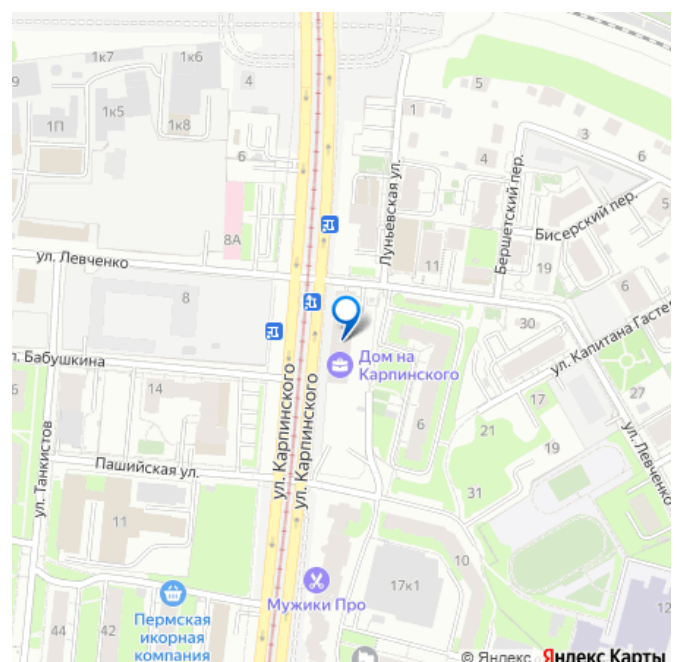 1к7
1к6
9
4
1к5
1П
1к8
6
8А
ул. Левченко
8
л. Бабушкина
14
ул. Танкистов
Пашийская ул.
11
44
42
Пермская
икорная
компания
ул. Карпинского
ул. Карпинского
Дом на
Карпинского
Мужики Про
17к1
5
1
3
4
6
5
Луньевская ул.
Бершетский пер.
Бисерский пер.
11
19
6
30
ул. Капитана Гасте
17
27
21
6
19
ул. Левченко
31
10
12
© Яндекс
Яндекс Карты